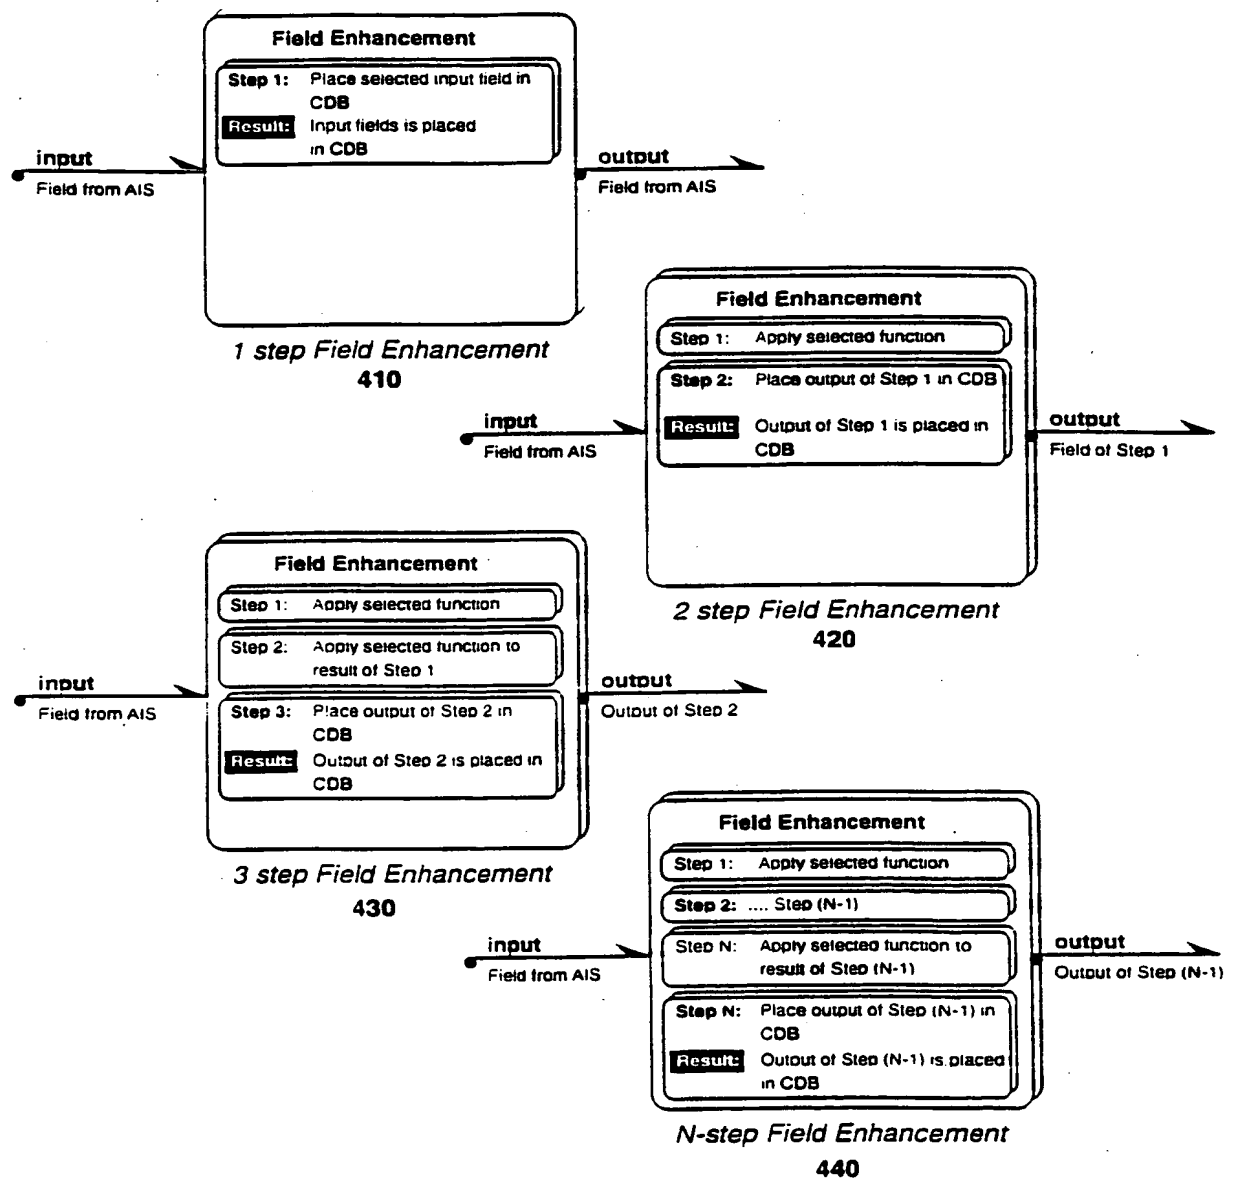 Field Enhancement
Step 1: Place selected input field in
CDB
Result: Input fields is placed
in CDB
input
Field from AIS
output
Field from AIS
1 step Field Enhancement
410
Field Enhancement
Step 1: Apply selected function
Step 2: Place output of Step 1 in CDB
Result: Output of Step 1 is placed in
CDB
input
Field from AIS
output
Field of Step 1
2 step Field Enhancement
420
Field Enhancement
Step 1: Apply selected function
Step 2: Apply selected function to
result of Step 1
Step 3: Place output of Step 2 in
CDB
Result: Output of Step 2 is placed in
CDB
input
Field from AIS
output
Output of Step 2
3 step Field Enhancement
430
Field Enhancement
Step 1: Apply selected function
Step 2: .... Step (N-1)
Step N: Apply selected function to
result of Step (N-1)
Step N: Place output of Step (N-1) in
CDB
Result: Output of Step (N-1) is placed
in CDB
input
Field from AIS
output
Output of Step (N-1)
N-step Field Enhancement
440